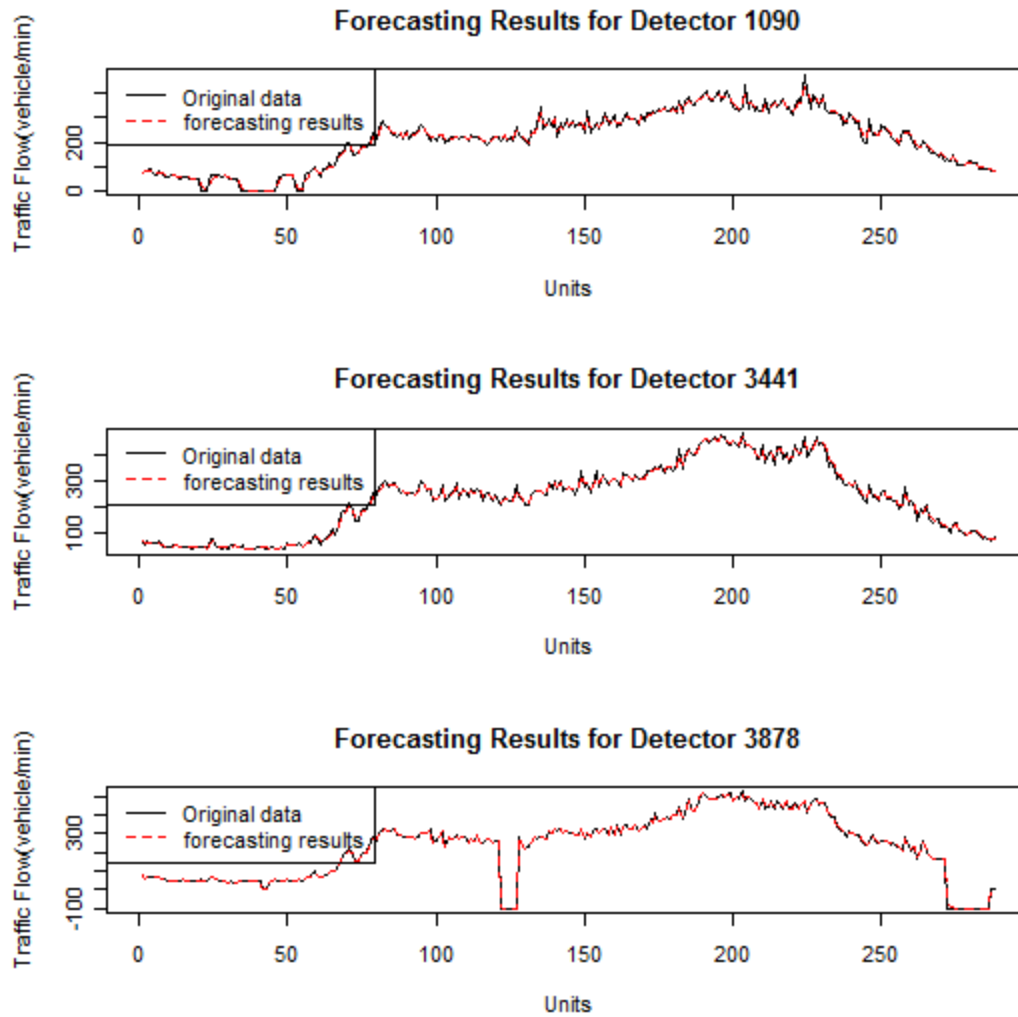 Forecasting Results for Detector 1090
Traffic Flow(vehicle/min)
Original data
forecasting results
200
0
0 50 100 150 200 250
Units
Forecasting Results for Detector 3441
Traffic Flow(vehicle/min)
Original data
forecasting results
300
100
0 50 100 150 200 250
Units
Forecasting Results for Detector 3878
Traffic Flow(vehicle/min)
Original data
forecasting results
300
-100
0 50 100 150 200 250
Units